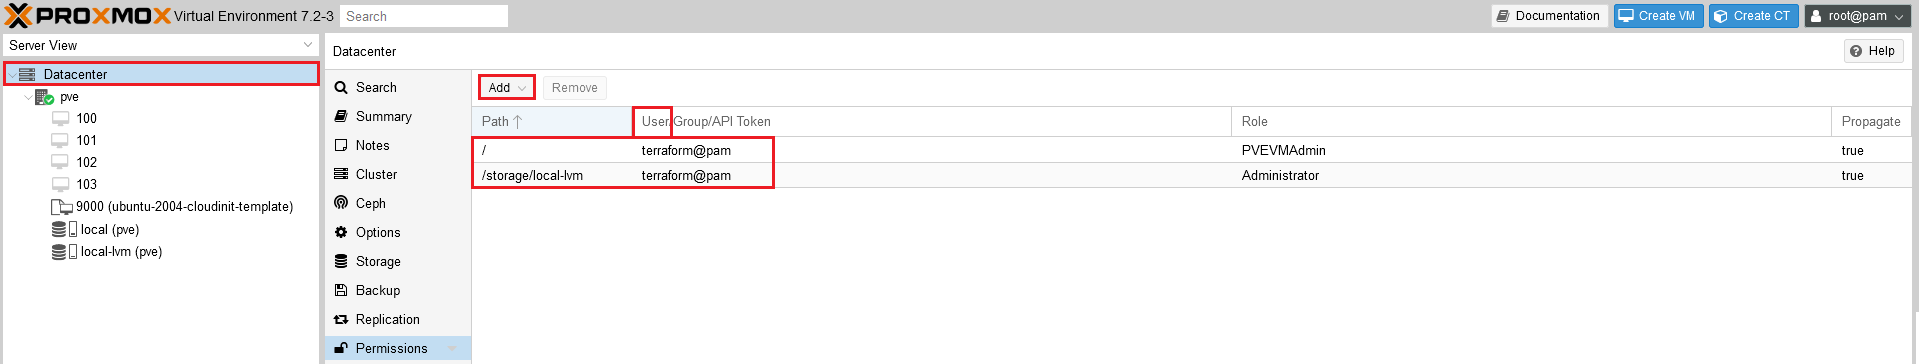 PROXMOX Virtual Environment 7.2-3 Search Documentation Create VM Create CT root@pam
Server View
Datacenter
pve
100
101
102
103
9000 (ubuntu-2004-cloudinit-template)
local (pve)
local-lvm (pve)
Datacenter Help
Search
Summary
Notes
Cluster
Ceph
Options
Storage
Backup
Replication
Permissions
Add Remove
Path User/Group/API Token Role Propagate
/ terraform@pam PVEVMAdmin true
/storage/local-lvm terraform@pam Administrator true